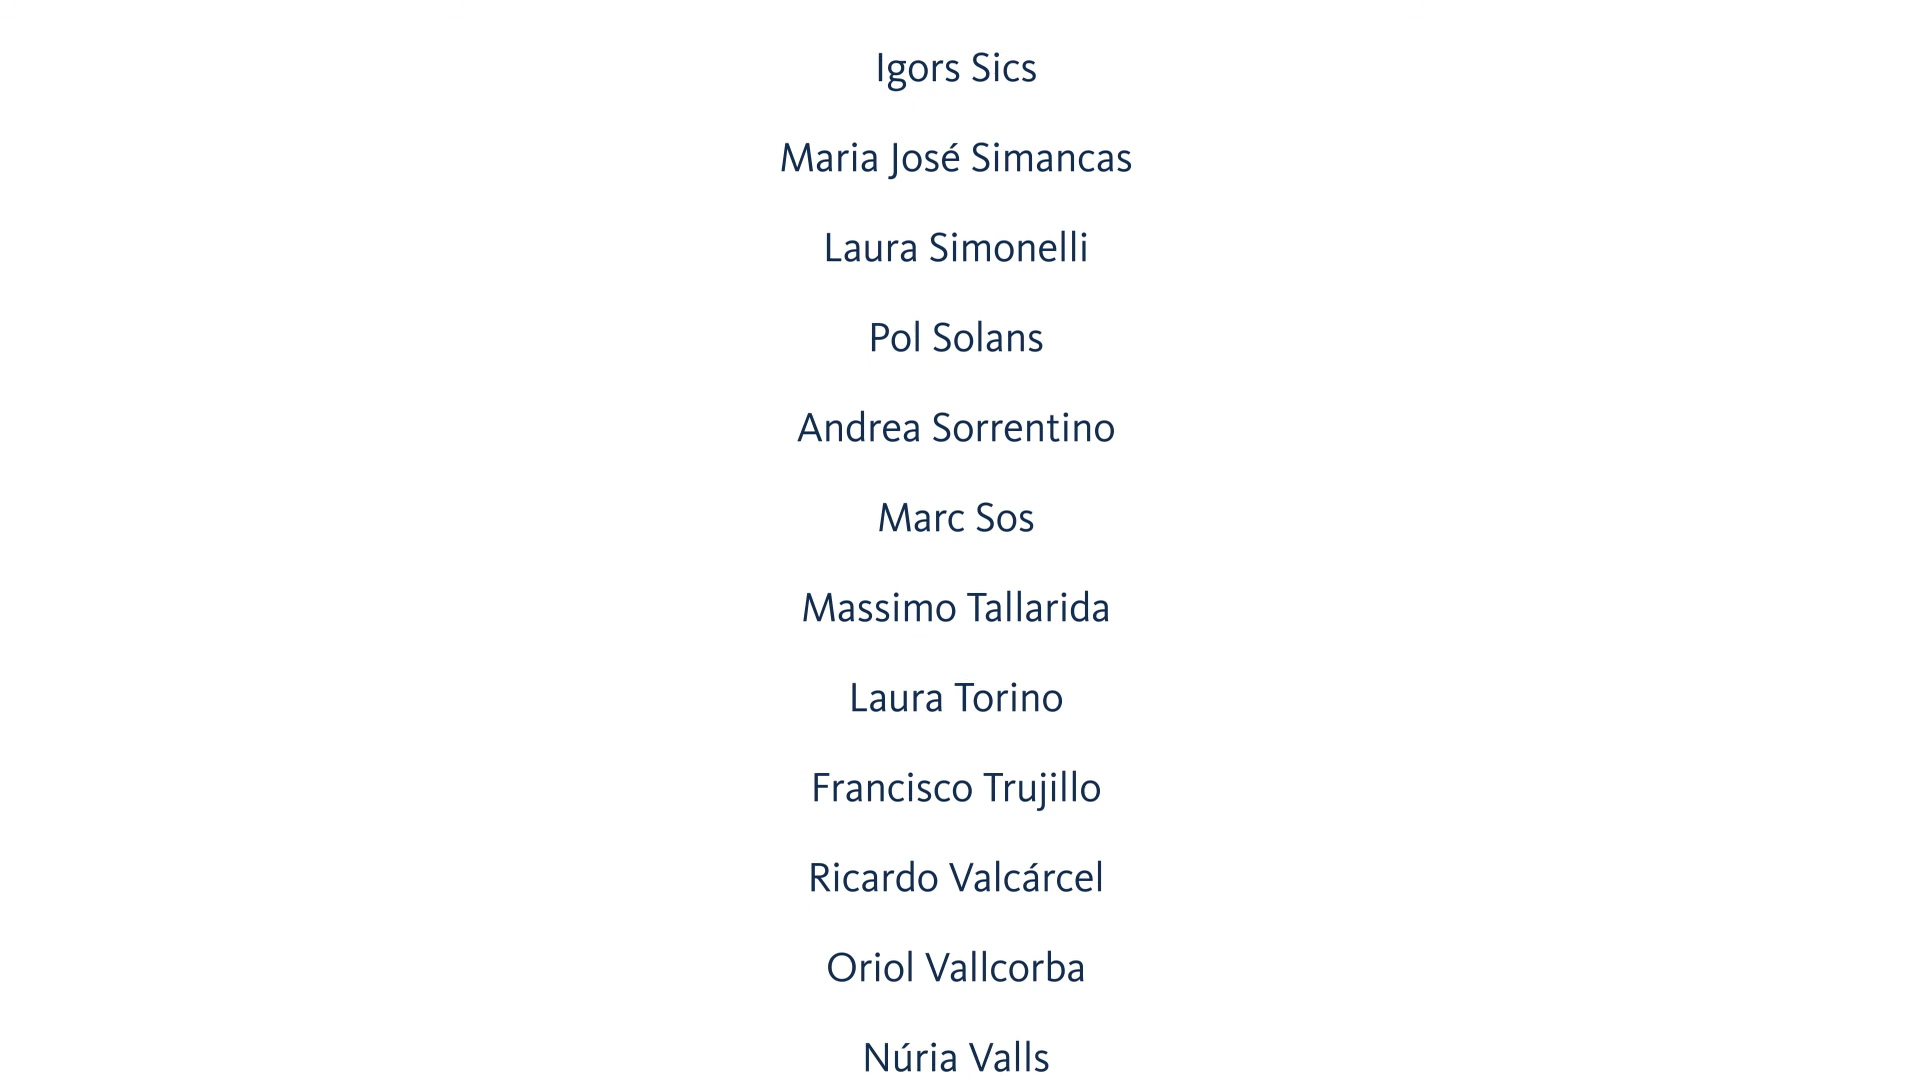 Igors Sics
Maria José Simancas
Laura Simonelli
Pol Solans
Andrea Sorrentino
Marc Sos
Massimo Tallarida
Laura Torino
Francisco Trujillo
Ricardo Valcárcel
Oriol Vallcorba
Núria Valls